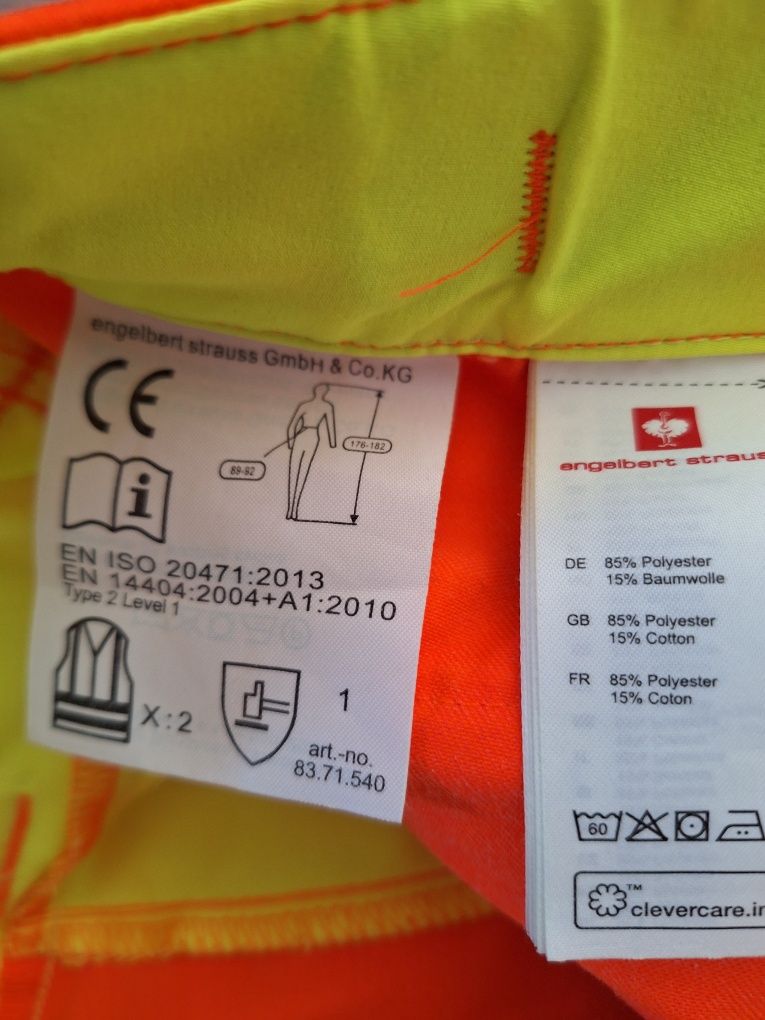 engelbert strauss GmbH & Co.KG
CE
176-182
89-92
i
EN ISO 20471:2013
EN 14404:2004+A1:2010
Type 2 Level 1
X:2
1
art.-no.
83.71.540
engelbert strauss
DE 85% Polyester
15% Baumwolle
GB 85% Polyester
15% Cotton
FR 85% Polyester
15% Coton
60
™
clevercare.in